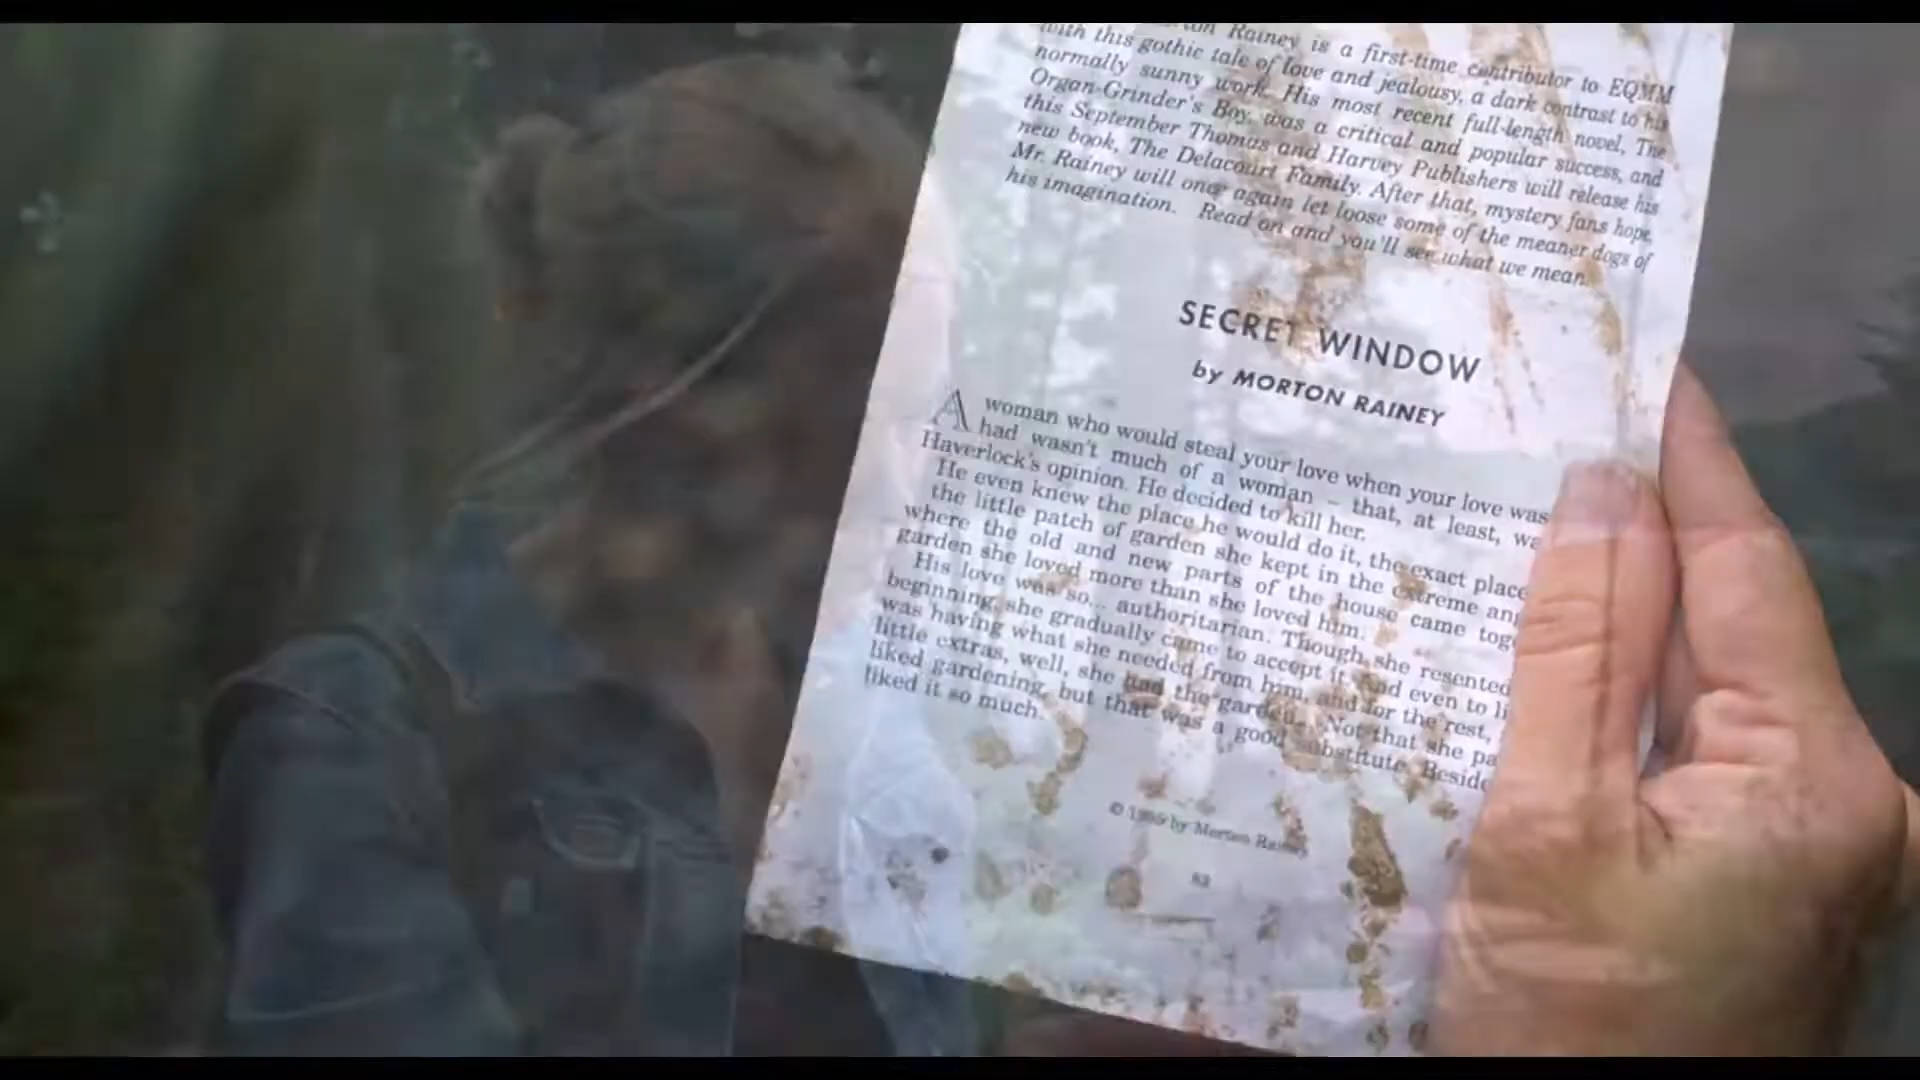 Rainey is a first-time contributor to EQMM
with this gothic tale of love and jealousy, a dark contrast to his
normally sunny work. His most recent full-length novel, The
Organ-Grinder's Boy, was a critical and popular success, and
this September Thomas and Harvey Publishers will release his
new book, The Delacourt Family. After that, mystery fans hope,
Mr. Rainey will once again let loose some of the meaner dogs of
his imagination. Read on and you'll see what we mean.
SECRET WINDOW
by MORTON RAINEY
A woman who would steal your love when your love was
had wasn't much of a woman – that, at least, wa
Haverlock's opinion. He decided to kill her.
He even knew the place he would do it, the exact place
the little patch of garden she kept in the extreme ang
where the old and new parts of the house came tog
garden she loved more than she loved him.
His love was so... authoritarian. Though she resented
beginning, she gradually came to accept it. And even to li
was having what she needed from him, and for the rest,
little extras, well, she had the garden. Not that she pa
liked gardening, but that was a good substitute. Beside
liked it so much.
© by Morton Rainey